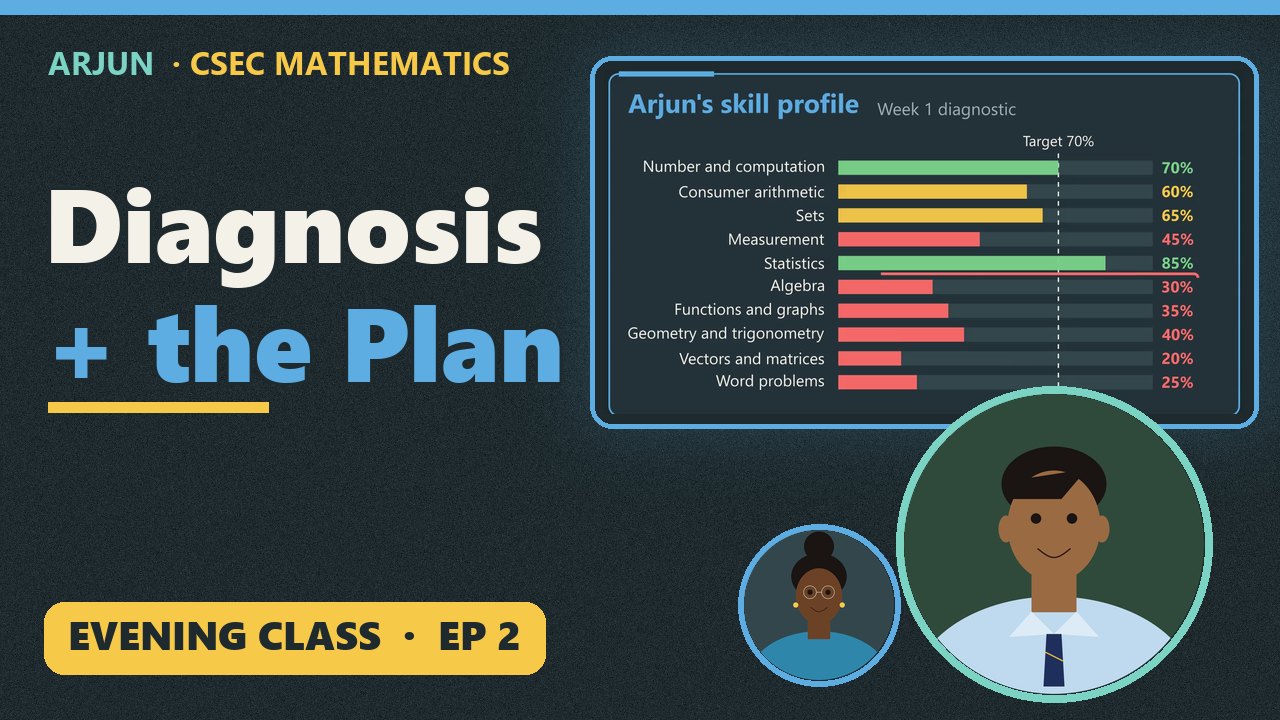 ARJUN · CSEC MATHEMATICS
Diagnosis
+ the Plan
EVENING CLASS · EP 2
Arjun's skill profile Week 1 diagnostic
Target 70%
Number and computation 70%
Consumer arithmetic 60%
Sets 65%
Measurement 45%
Statistics 85%
Algebra 30%
Functions and graphs 35%
Geometry and trigonometry 40%
Vectors and matrices 20%
Word problems 25%